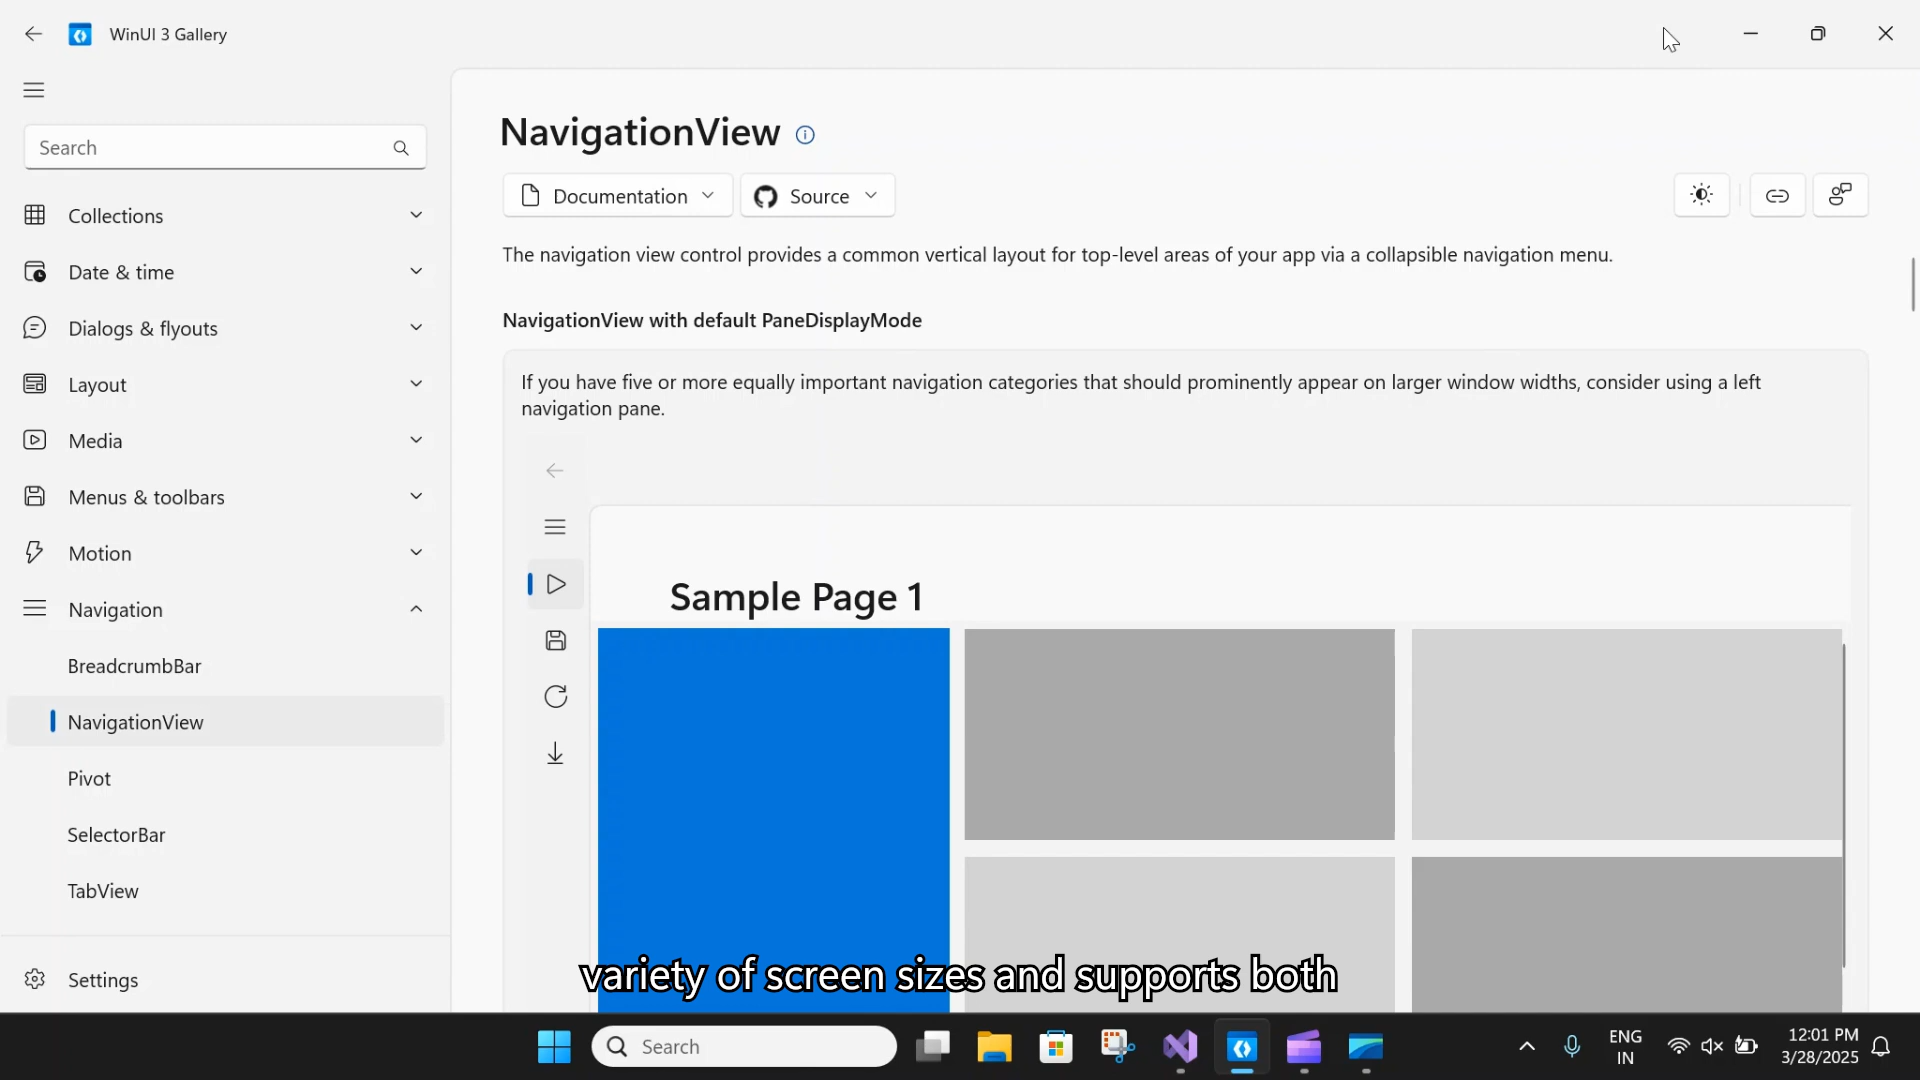 WinUI 3 Gallery
Search
Collections
Date & time
Dialogs & flyouts
Layout
Media
Menus & toolbars
Motion
Navigation
BreadcrumbBar
NavigationView
Pivot
SelectorBar
TabView
Settings
NavigationView
Documentation
Source
The navigation view control provides a common vertical layout for top-level areas of your app via a collapsible navigation menu.
NavigationView with default PaneDisplayMode
If you have five or more equally important navigation categories that should prominently appear on larger window widths, consider using a left
navigation pane.
Sample Page 1
variety of screen sizes and supports both
Search
ENG
IN
12:01 PM
3/28/2025